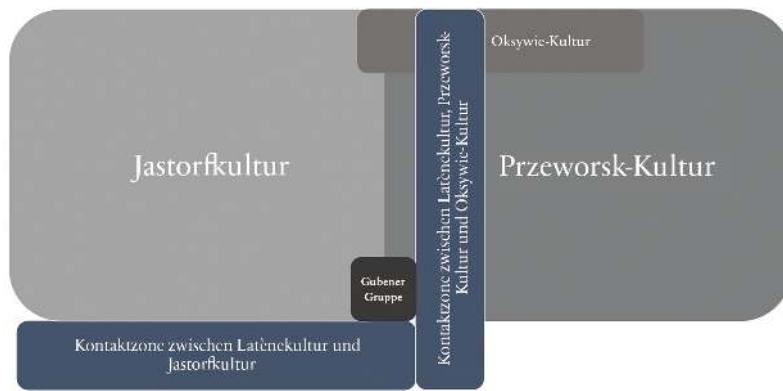 Oksywie-Kultur
Jastorfkultur
Kontaktzone zwischen Latènekultur, Przeworsk-
Kultur und Oksywie-Kultur
Przeworsk-Kultur
Gubener
Gruppe
Kontaktzone zwischen Latènekultur und
Jastorfkultur